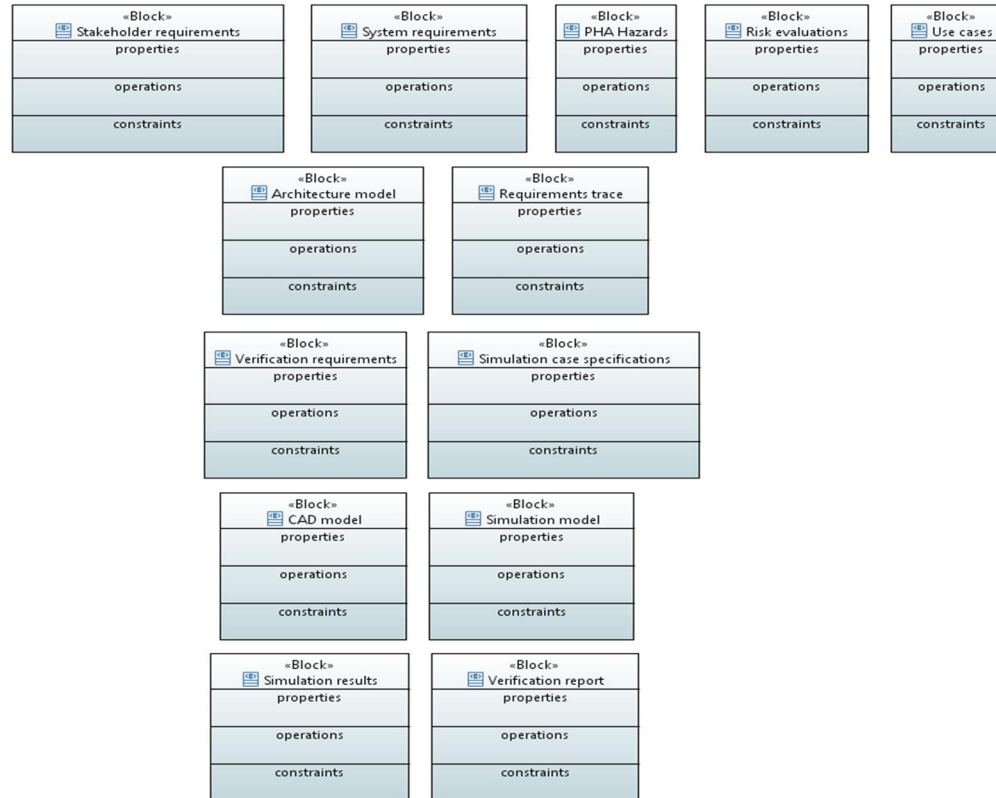 «Block»
Stakeholder requirements
properties
operations
constraints
«Block»
System requirements
properties
operations
constraints
«Block»
PHA Hazards
properties
operations
constraints
«Block»
Risk evaluations
properties
operations
constraints
«Block»
Use cases
properties
operations
constraints
«Block»
Architecture model
properties
operations
constraints
«Block»
Requirements trace
properties
operations
constraints
«Block»
Verification requirements
properties
operations
constraints
«Block»
Simulation case specifications
properties
operations
constraints
«Block»
CAD model
properties
operations
constraints
«Block»
Simulation model
properties
operations
constraints
«Block»
Simulation results
properties
operations
constraints
«Block»
Verification report
properties
operations
constraints